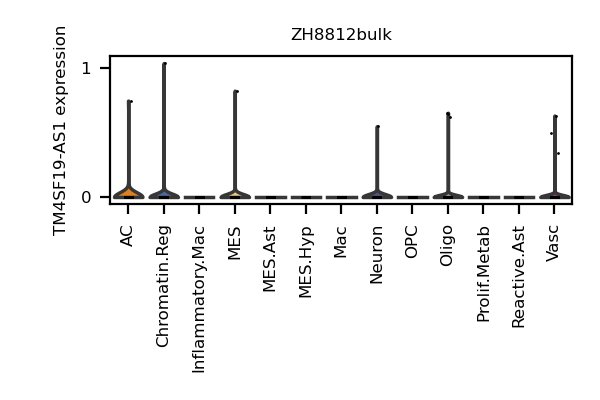 ZH8812bulk
TM4SF19-AS1 expression
1
0
AC
Chromatin.Reg
Inflammatory.Mac
MES
MES.Ast
MES.Hyp
Mac
Neuron
OPC
Oligo
Prolif.Metab
Reactive.Ast
Vasc